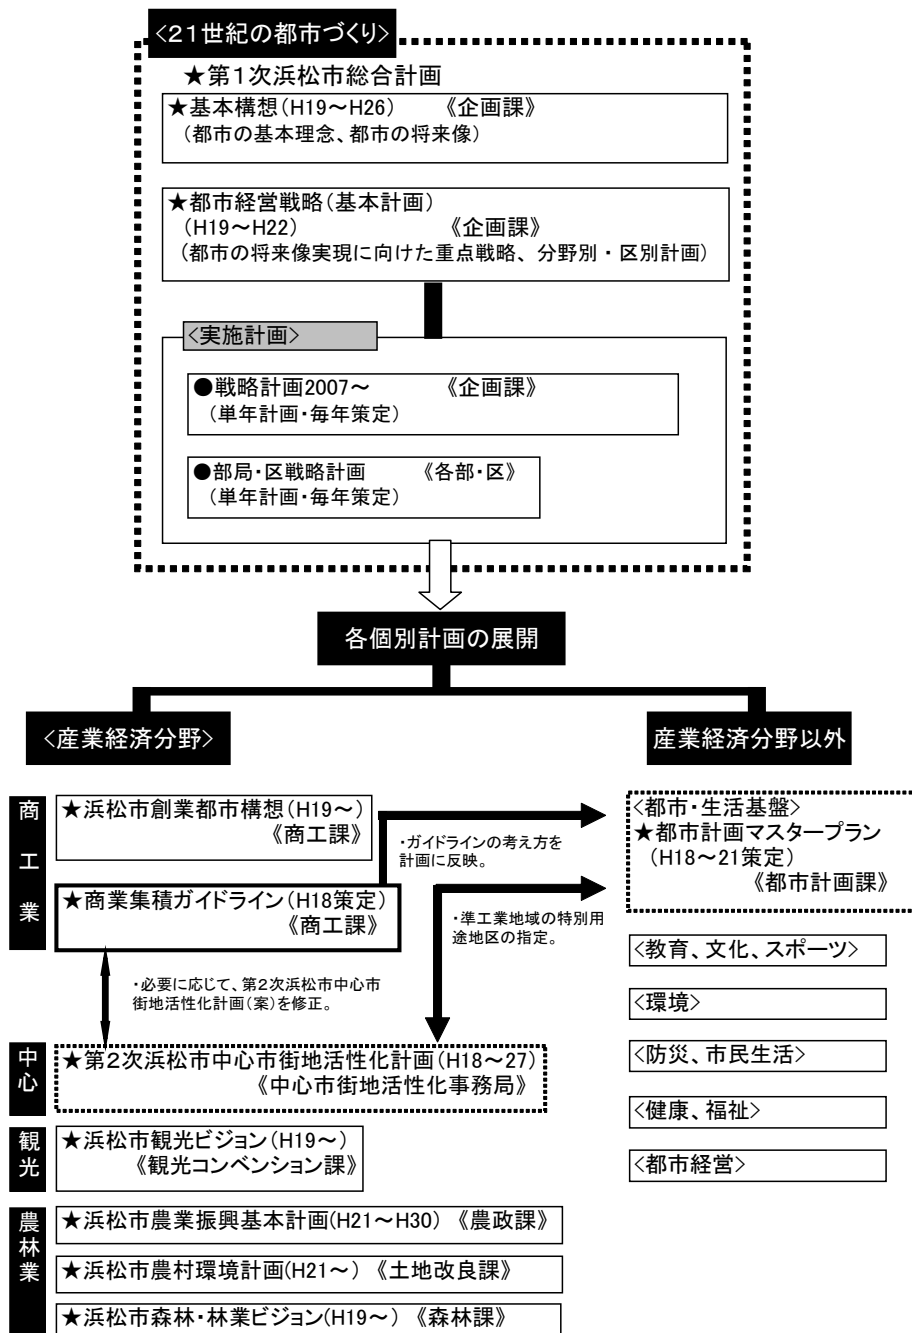 <21世紀の都市づくり>
★第1次浜松市総合計画
★基本構想(H19～H26) 《企画課》
(都市の基本理念、都市の将来像)
★都市経営戦略(基本計画)
(H19～H22) 《企画課》
(都市の将来像実現に向けた重点戦略、分野別・区別計画)
<実施計画>
●戦略計画2007～ 《企画課》
(単年計画・毎年策定)
●部局・区戦略計画 《各部・区》
(単年計画・毎年策定)
各個別計画の展開
<産業経済分野>
産業経済分野以外
商工業
★浜松市創業都市構想(H19～)
《商工課》
★商業集積ガイドライン(H18策定)
《商工課》
・ガイドラインの考え方を
計画に反映。
・準工業地域の特別用
途地区の指定。
・必要に応じて、第2次浜松市中心市
街地活性化計画(案)を修正。
中心
★第2次浜松市中心市街地活性化計画(H18～27)
《中心市街地活性化事務局》
観光
★浜松市観光ビジョン(H19～)
《観光コンベンション課》
農林業
★浜松市農業振興基本計画(H21～H30) 《農政課》
★浜松市農村環境計画(H21～) 《土地改良課》
★浜松市森林・林業ビジョン(H19～) 《森林課》
<都市・生活基盤>
★都市計画マスタープラン
(H18～21策定)
《都市計画課》
<教育、文化、スポーツ>
<環境>
<防災、市民生活>
<健康、福祉>
<都市経営>